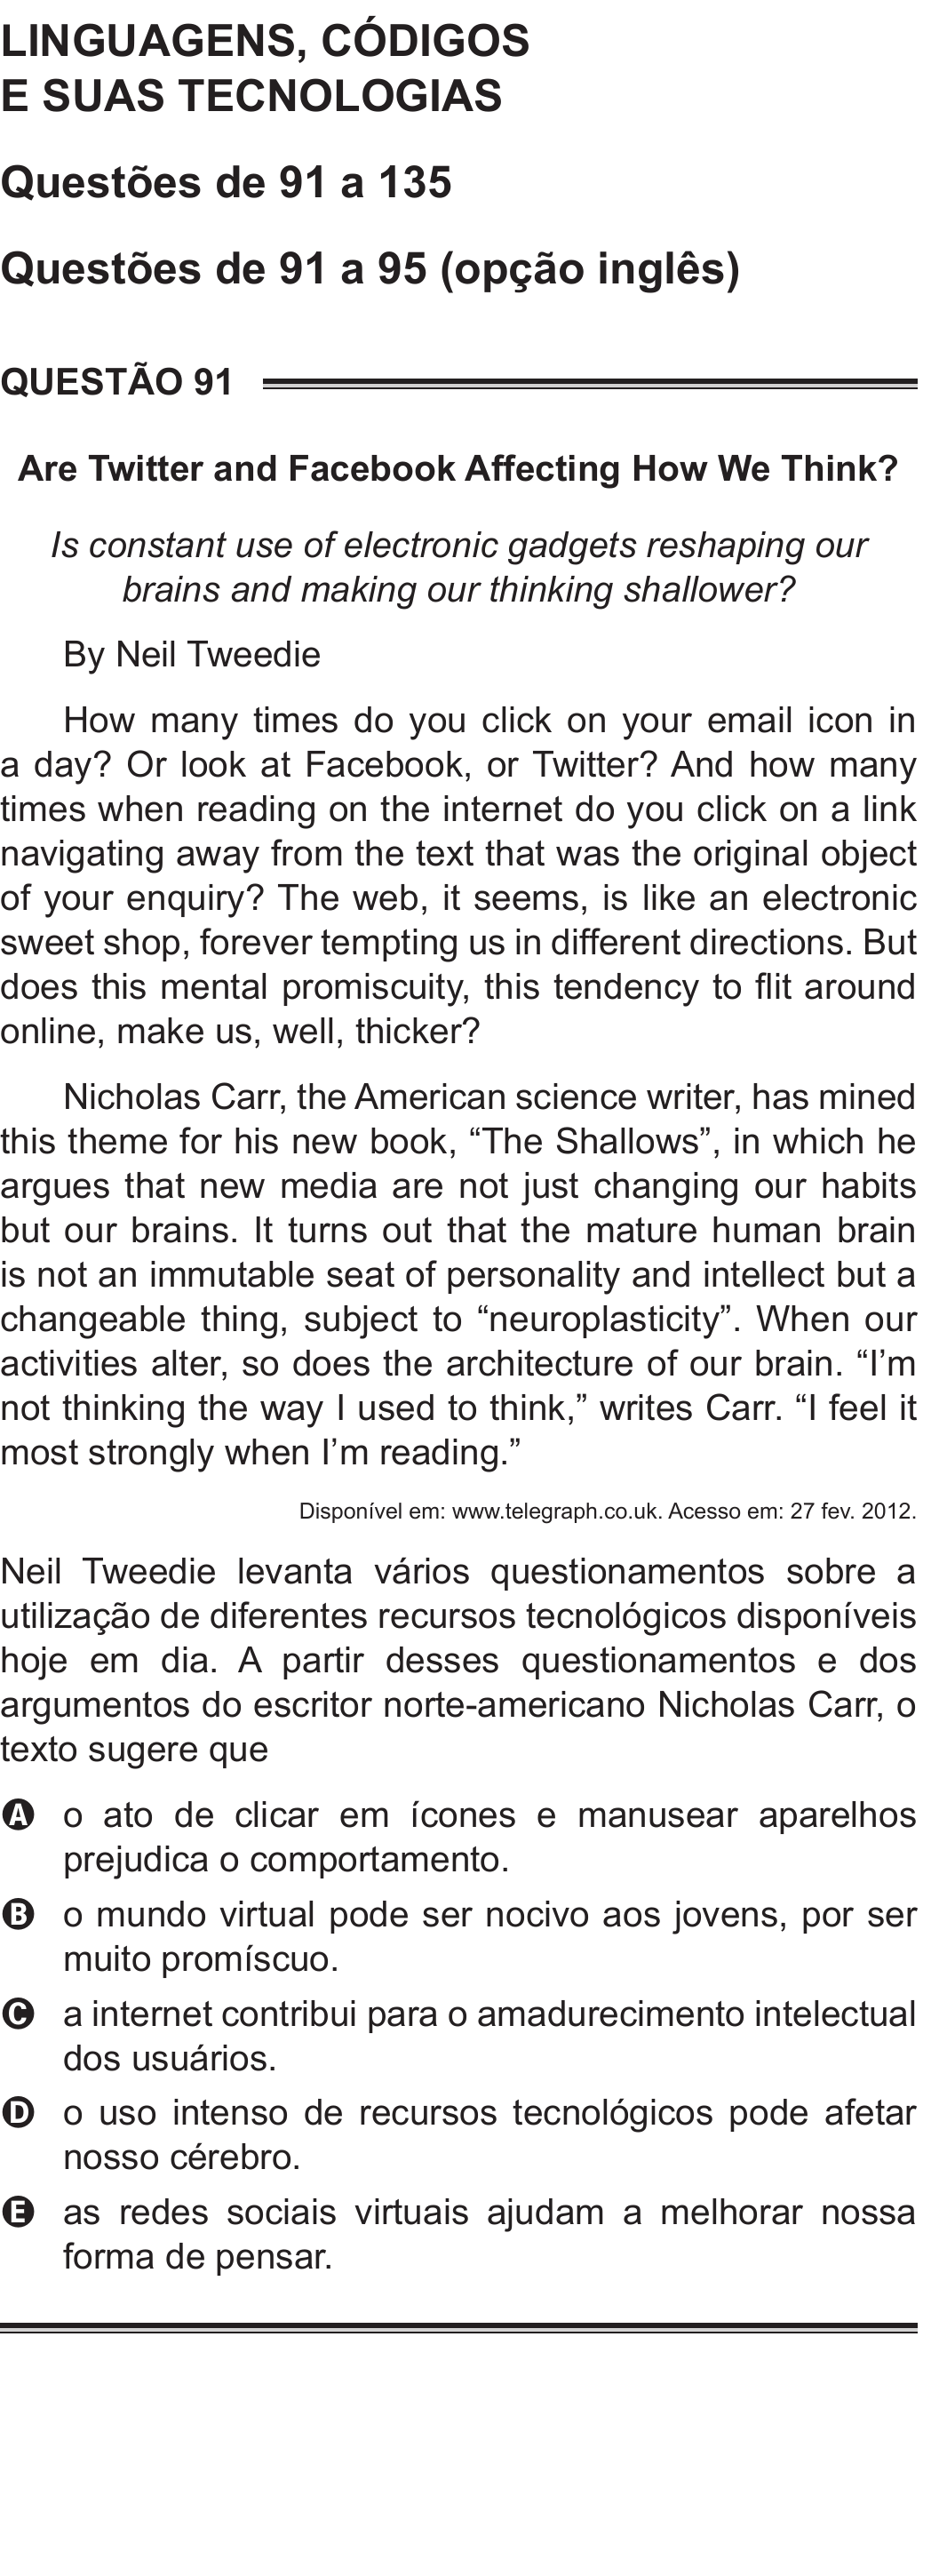 LINGUAGENS, CÓDIGOS
E SUAS TECNOLOGIAS
Questões de 91 a 135
Questões de 91 a 95 (opção inglês)
QUESTÃO 91
Are Twitter and Facebook Affecting How We Think?
Is constant use of electronic gadgets reshaping our
brains and making our thinking shallower?
By Neil Tweedie
How many times do you click on your email icon in
a day? Or look at Facebook, or Twitter? And how many
times when reading on the internet do you click on a link
navigating away from the text that was the original object
of your enquiry? The web, it seems, is like an electronic
sweet shop, forever tempting us in different directions. But
does this mental promiscuity, this tendency to flit around
online, make us, well, thicker?
Nicholas Carr, the American science writer, has mined
this theme for his new book, “The Shallows”, in which he
argues that new media are not just changing our habits
but our brains. It turns out that the mature human brain
is not an immutable seat of personality and intellect but a
changeable thing, subject to “neuroplasticity”. When our
activities alter, so does the architecture of our brain. “I’m
not thinking the way I used to think,” writes Carr. “I feel it
most strongly when I’m reading.”
Disponível em: www.telegraph.co.uk. Acesso em: 27 fev. 2012.
Neil Tweedie levanta vários questionamentos sobre a
utilização de diferentes recursos tecnológicos disponíveis
hoje em dia. A partir desses questionamentos e dos
argumentos do escritor norte-americano Nicholas Carr, o
texto sugere que
A o ato de clicar em ícones e manusear aparelhos
prejudica o comportamento.
B o mundo virtual pode ser nocivo aos jovens, por ser
muito promíscuo.
C a internet contribui para o amadurecimento intelectual
dos usuários.
D o uso intenso de recursos tecnológicos pode afetar
nosso cérebro.
E as redes sociais virtuais ajudam a melhorar nossa
forma de pensar.